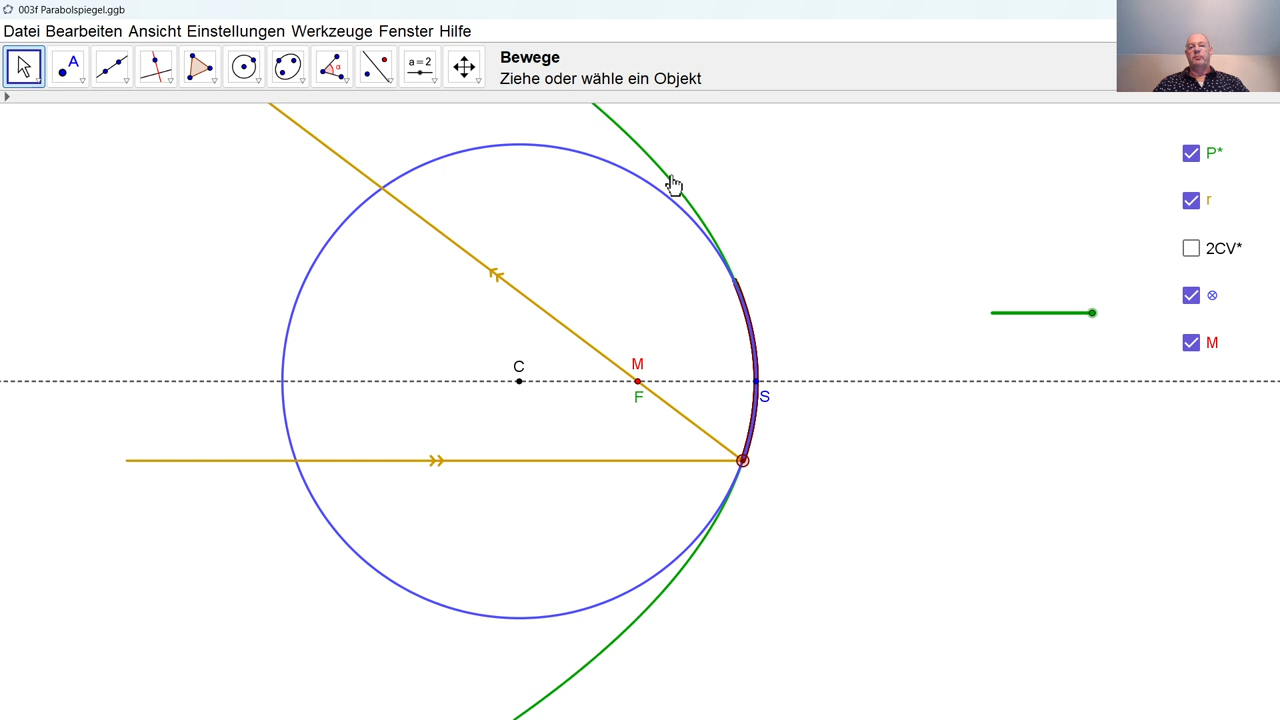 003f Parabolspiegel.ggb
Datei Bearbeiten Ansicht Einstellungen Werkzeuge Fenster Hilfe
A
α
a=2
Bewege
Ziehe oder wähle ein Objekt
P*
r
2CV*
⊗
M
C
M
F
S